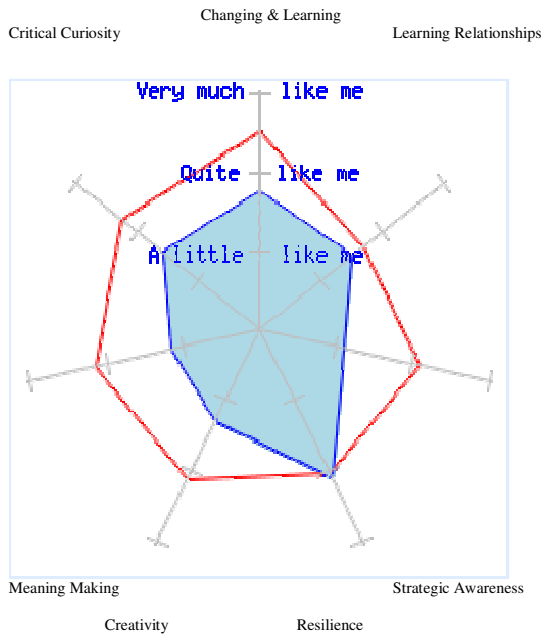 Changing & Learning
Critical Curiosity
Learning Relationships
Very much like me
Quite like me
A little like me
Meaning Making
Strategic Awareness
Creativity
Resilience